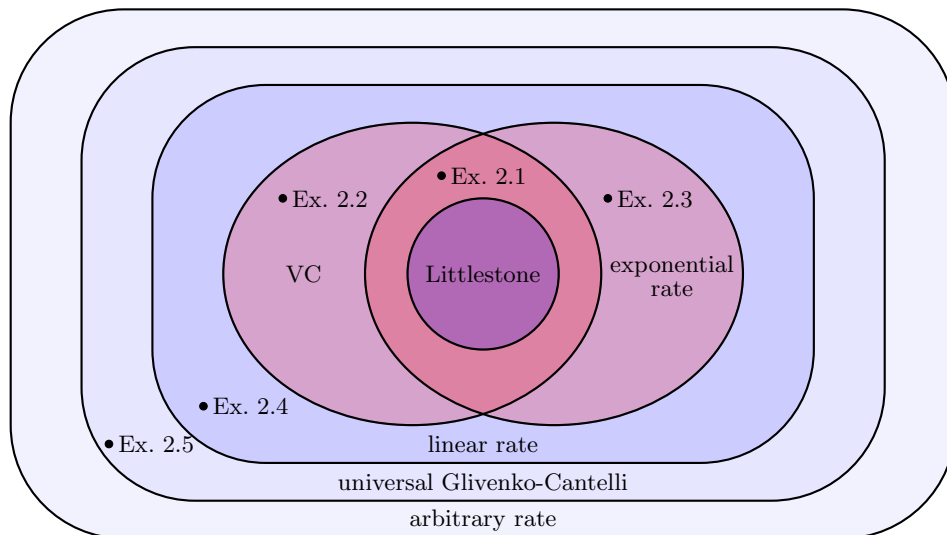 Ex. 2.1
Ex. 2.2
Ex. 2.3
VC
Littlestone
exponential
rate
Ex. 2.4
Ex. 2.5
linear rate
universal Glivenko-Cantelli
arbitrary rate